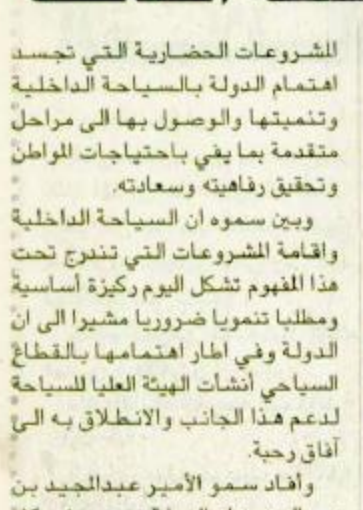 المشروعات الحضارية التي تجسد
اهتمام الدولة بالسياحة الداخلية
وتنميتها والوصول بها الى مراحل
متقدمة بما يفي باحتياجات المواطن
وتحقيق رفاهيته وسعادته.
وبين سموه ان السياحة الداخلية
واقامة المشروعات التي تندرج تحت
هذا المفهوم تشكل اليوم ركيزة أساسية
ومطلبا تنمويا ضروريا مشيرا الى ان
الدولة وفي اطار اهتمامها بالقطاع
السياحي أنشأت الهيئة العليا للسياحة
لدعم هذا الجانب والانطلاق به الى
آفاق رحبة.
وأفاد سمو الأمير عبدالمجيد بن